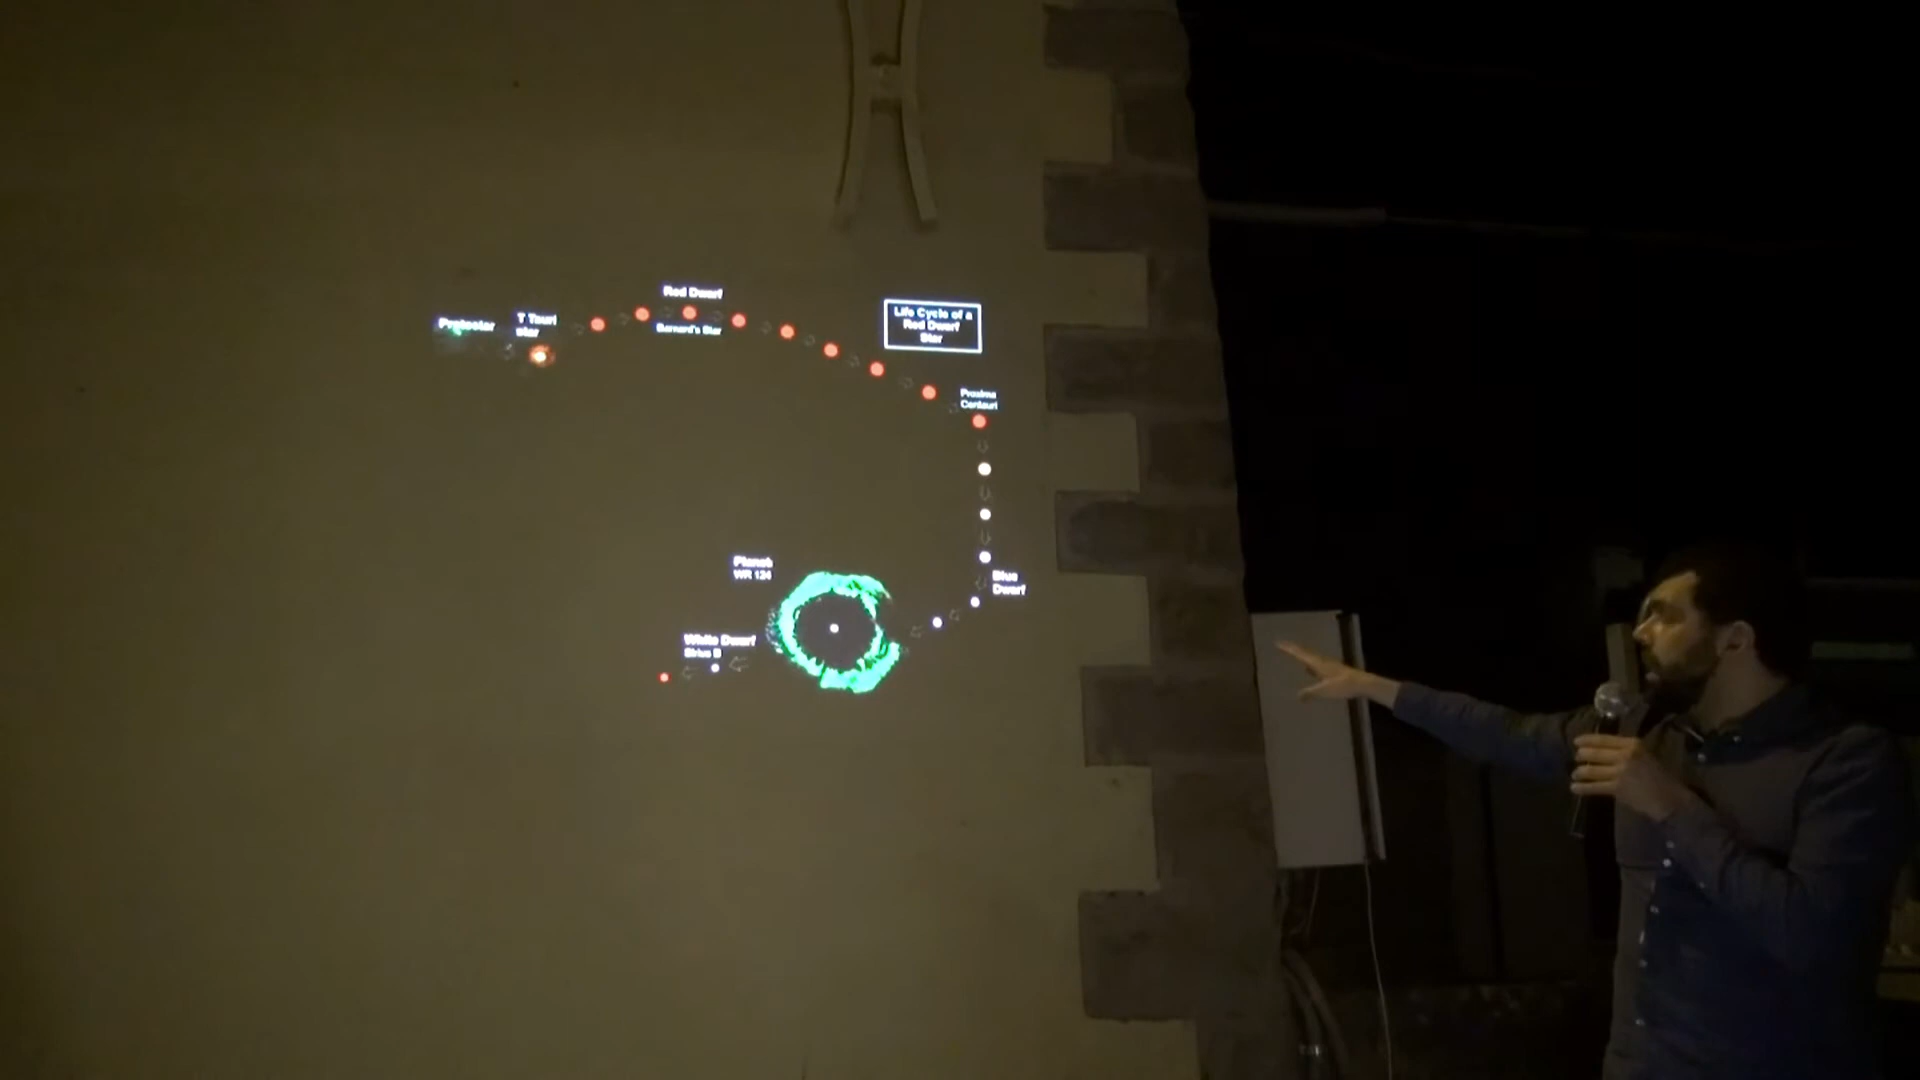 Red Dwarf
Protostar
T Tauri
star
Barnard's Star
Life Cycle of a
Red Dwarf
Star
Proxima
Centauri
Blue
Dwarf
WR 124
White Dwarf
Sirius B